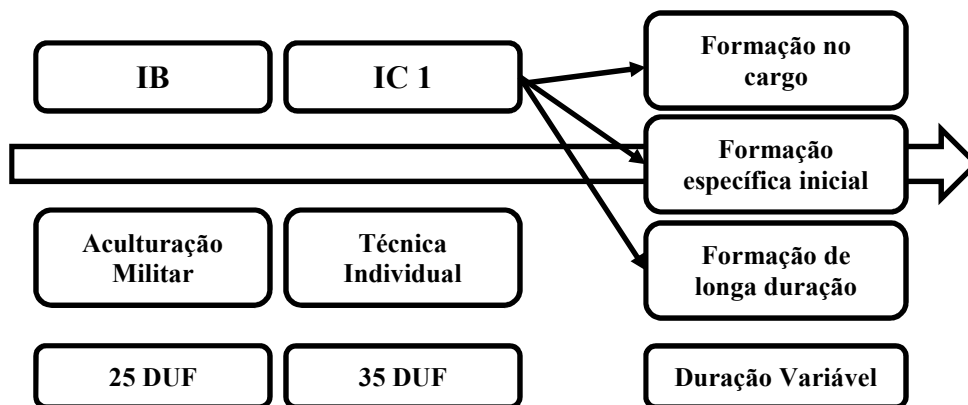 IB
IC 1
Formação no
cargo
Formação
específica inicial
Aculturação
Militar
Técnica
Individual
Formação de
longa duração
25 DUF
35 DUF
Duração Variável